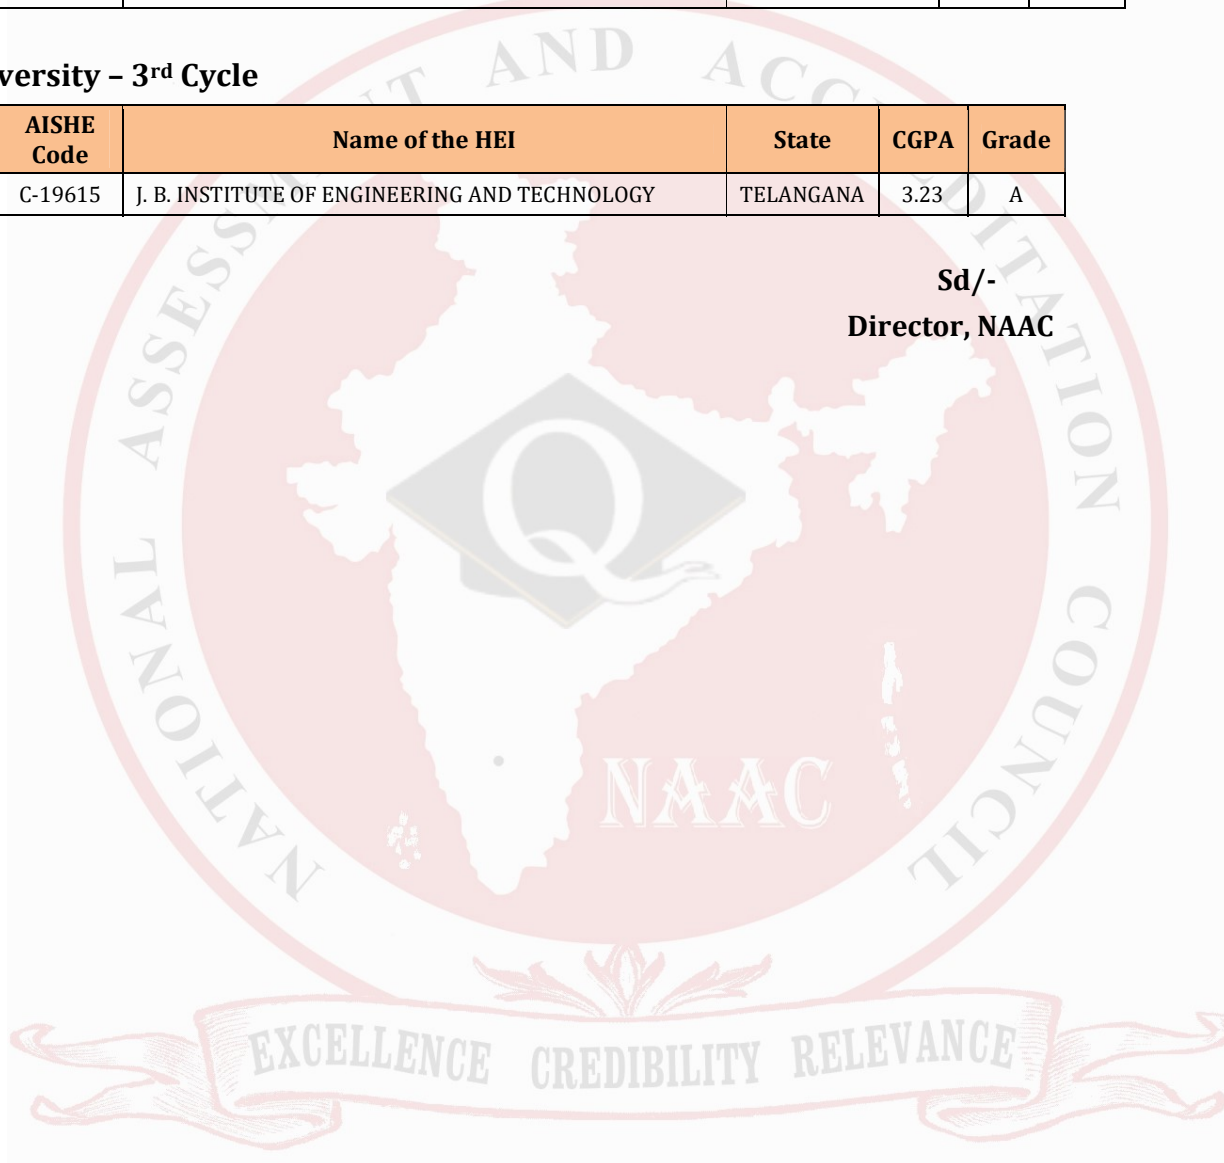 versity – 3rd Cycle
AISHE Code Name of the HEI State CGPA Grade
C-19615 J. B. INSTITUTE OF ENGINEERING AND TECHNOLOGY TELANGANA 3.23 A
Sd/-
Director, NAAC
NATIONAL ASSESSMENT AND ACCREDITATION COUNCIL
Q
NAAC
EXCELLENCE CREDIBILITY RELEVANCE